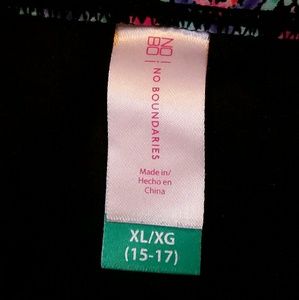 NO
BO
NO BOUNDARIES
Made in/
Hecho en
China
XL/XG
(15-17)